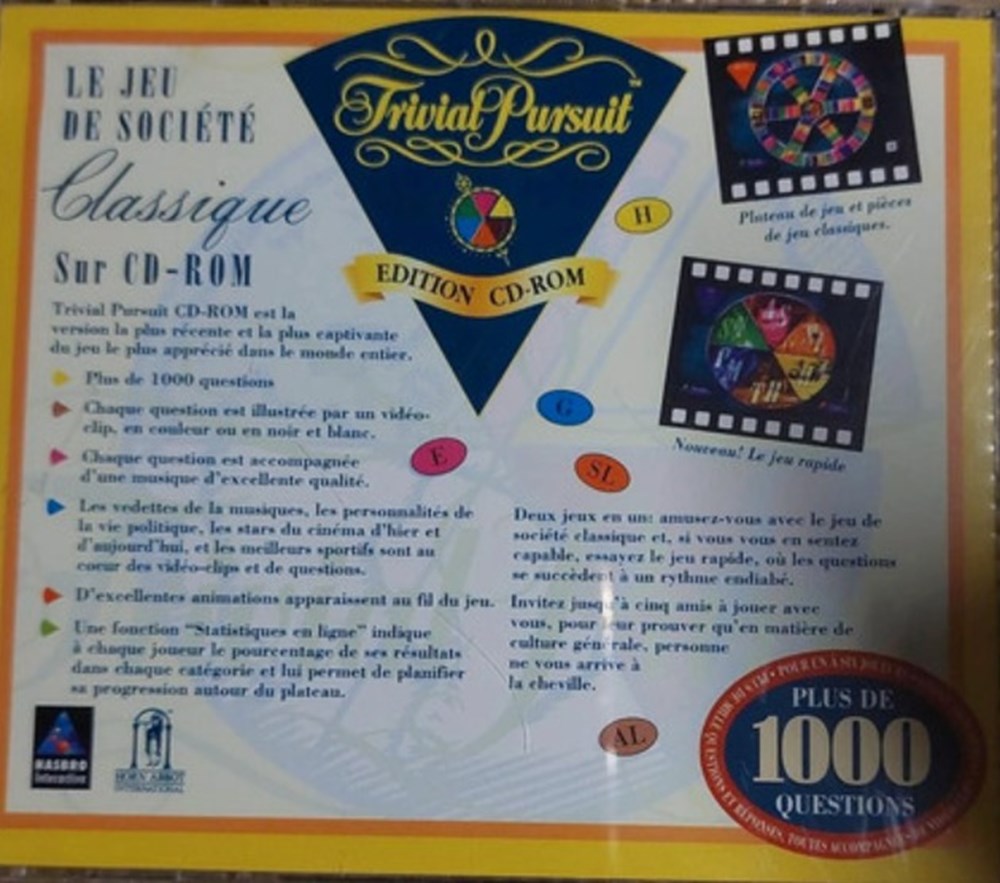 LE JEU
DE SOCIÉTÉ
Classique
Sur CD-ROM
Trivial Pursuit™
EDITION CD-ROM
Trivial Pursuit CD-ROM est la
version la plus récente et la plus captivante
du jeu le plus apprécié dans le monde entier.
Plus de 1000 questions
Chaque question est illustrée par un vidéo-
clip, en couleur ou en noir et blanc.
Chaque question est accompagnée
d'une musique d'excellente qualité.
Les vedettes de la musiques, les personnalités de
la vie politique, les stars du cinéma d'hier et
d'aujourd'hui, et les meilleurs sportifs sont au
coeur des vidéo-clips et de questions.
D'excellentes animations apparaissent au fil du jeu.
Une fonction "Statistiques en ligne" indique
à chaque joueur le pourcentage de ses résultats
dans chaque catégorie et lui permet de planifier
sa progression autour du plateau.
HASBRO
Interactive
HORN ABBOT
INTERNATIONAL
Plateau de jeu et pièces
de jeu classiques.
H
Nouveau! Le jeu rapide
G
E
SL
Deux jeux en un: amusez-vous avec le jeu de
société classique et, si vous vous en sentez
capable, essayez le jeu rapide, où les questions
se succèdent à un rythme endiablé.
Invitez jusqu'à cinq amis à jouer avec
vous, pour leur prouver qu'en matière de
culture générale, personne
ne vous arrive à
la cheville.
AL
PLUS DE
1000
QUESTIONS